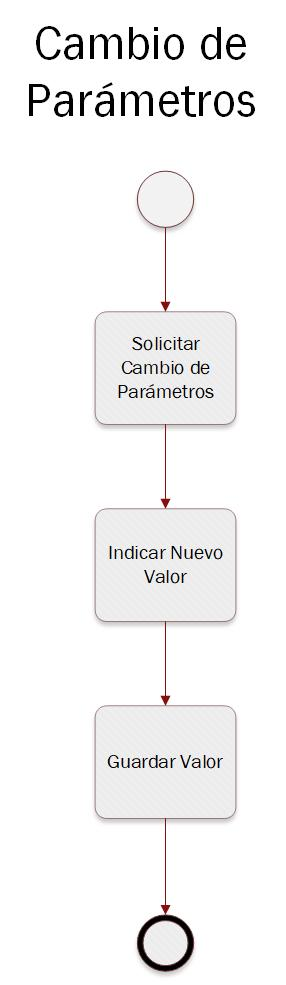 Cambio de
Parámetros
Solicitar
Cambio de
Parámetros
Indicar Nuevo
Valor
Guardar Valor